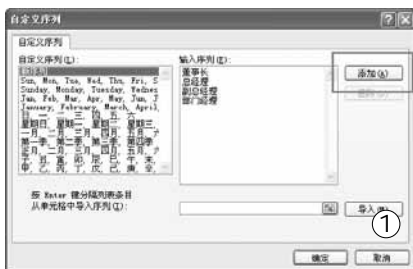 自定义序列
自定义序列
自定义序列(L):
输入序列(E):
新序列
Sun, Mon, Tue, Wed, Thu, Fri, S
Sunday, Monday, Tuesday, Wednes
Jan, Feb, Mar, Apr, May, Jun, J
January, February, March, April,
日, 一, 二, 三, 四, 五, 六
星期日, 星期一, 星期二, 星期三,
一月, 二月, 三月, 四月, 五月, 六
第一季, 第二季, 第三季, 第四季
正月, 二月, 三月, 四月, 五月, 六
子, 丑, 寅, 卯, 辰, 巳, 午, 未,
甲, 乙, 丙, 丁, 戊, 己, 庚, 辛,
董事长
总经理
副总经理
部门经理
添加(A)
按 Enter 键分隔列表条目
从单元格中导入序列(I):
导入(M)
①
确定
取消